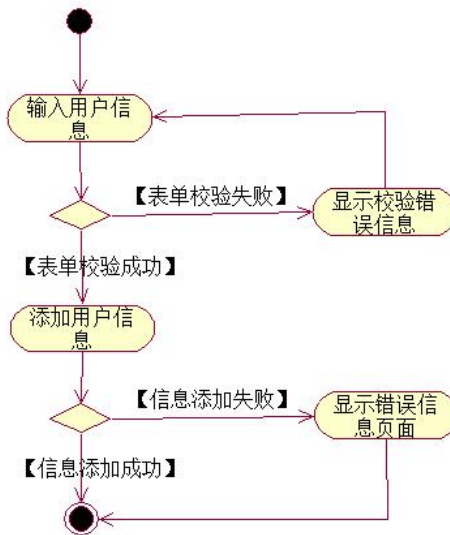 输入用户信
息
【表单校验失败】
显示校验错
误信息
【表单校验成功】
添加用户信
息
【信息添加失败】
显示错误信
息页面
【信息添加成功】